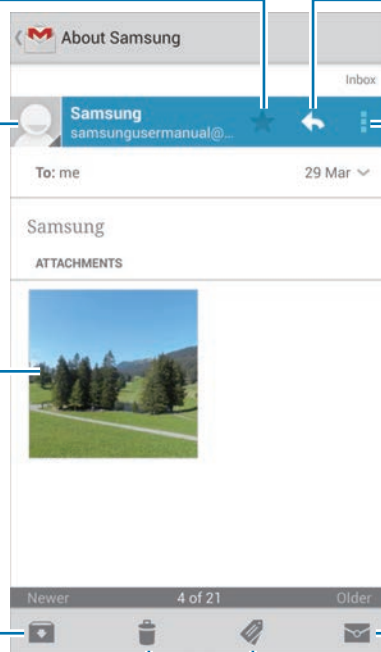 About Samsung
Inbox
Samsung
samsungusermanual@...
To: me 29 Mar
Samsung
ATTACHMENTS
Newer 4 of 21 Older